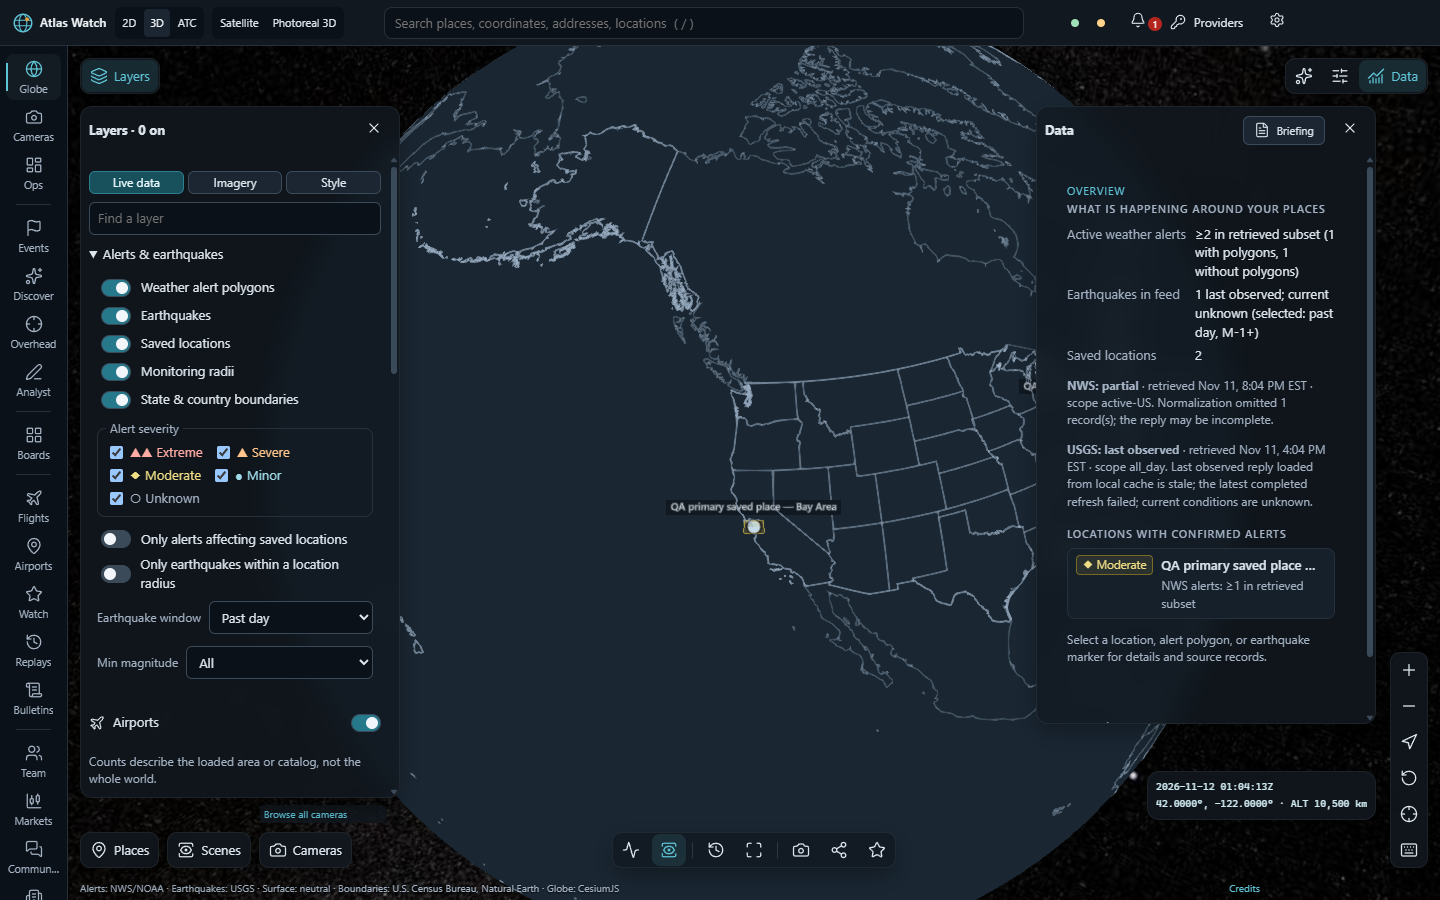 Atlas Watch
2D
3D
ATC
Satellite
Photoreal 3D
Search places, coordinates, addresses, locations ( / )
1
Providers
Globe
Cameras
Ops
Events
Discover
Overhead
Analyst
Boards
Flights
Airports
Watch
Replays
Bulletins
Team
Markets
Commun...
Layers
Layers · 0 on
Live data
Imagery
Style
Find a layer
Alerts & earthquakes
Weather alert polygons
Earthquakes
Saved locations
Monitoring radii
State & country boundaries
Alert severity
Extreme
Severe
Moderate
Minor
Unknown
Only alerts affecting saved locations
Only earthquakes within a location
radius
Earthquake window
Past day
Min magnitude
All
Airports
Counts describe the loaded area or catalog, not the
whole world.
Browse all cameras
Places
Scenes
Cameras
Alerts: NWS/NOAA · Earthquakes: USGS · Surface: neutral · Boundaries: U.S. Census Bureau, Natural Earth · Globe: CesiumJS
QA primary saved place — Bay Area
QA
Data
Data
Briefing
OVERVIEW
WHAT IS HAPPENING AROUND YOUR PLACES
Active weather alerts
≥2 in retrieved subset (1
with polygons, 1
without polygons)
Earthquakes in feed
1 last observed; current
unknown (selected: past
day, M-1+)
Saved locations
2
NWS: partial · retrieved Nov 11, 8:04 PM EST ·
scope active-US. Normalization omitted 1
record(s); the reply may be incomplete.
USGS: last observed · retrieved Nov 11, 4:04 PM
EST · scope all_day. Last observed reply loaded
from local cache is stale; the latest completed
refresh failed; current conditions are unknown.
LOCATIONS WITH CONFIRMED ALERTS
Moderate
QA primary saved place ...
NWS alerts: ≥1 in retrieved
subset
Select a location, alert polygon, or earthquake
marker for details and source records.
2026-11-12 01:04:13Z
42.0000°, -122.0000° · ALT 10,500 km
Credits